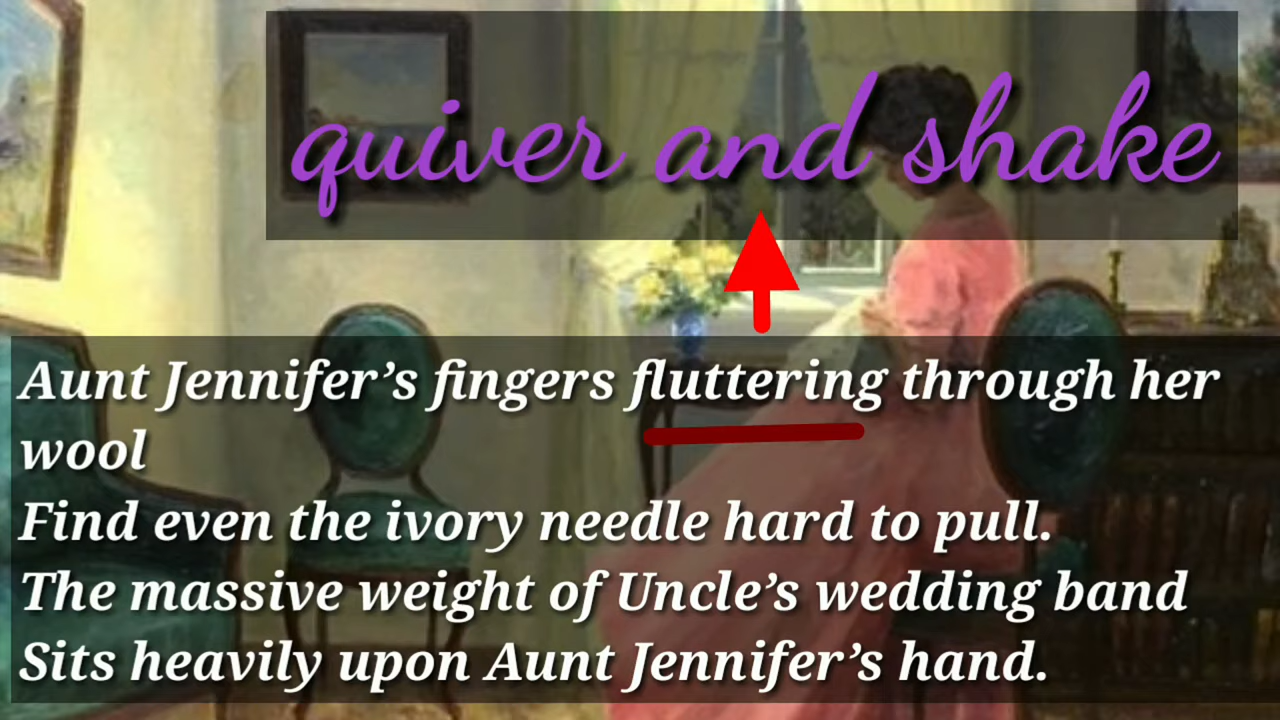 quiver and shake
Aunt Jennifer’s fingers fluttering through her
wool
Find even the ivory needle hard to pull.
The massive weight of Uncle’s wedding band
Sits heavily upon Aunt Jennifer’s hand.